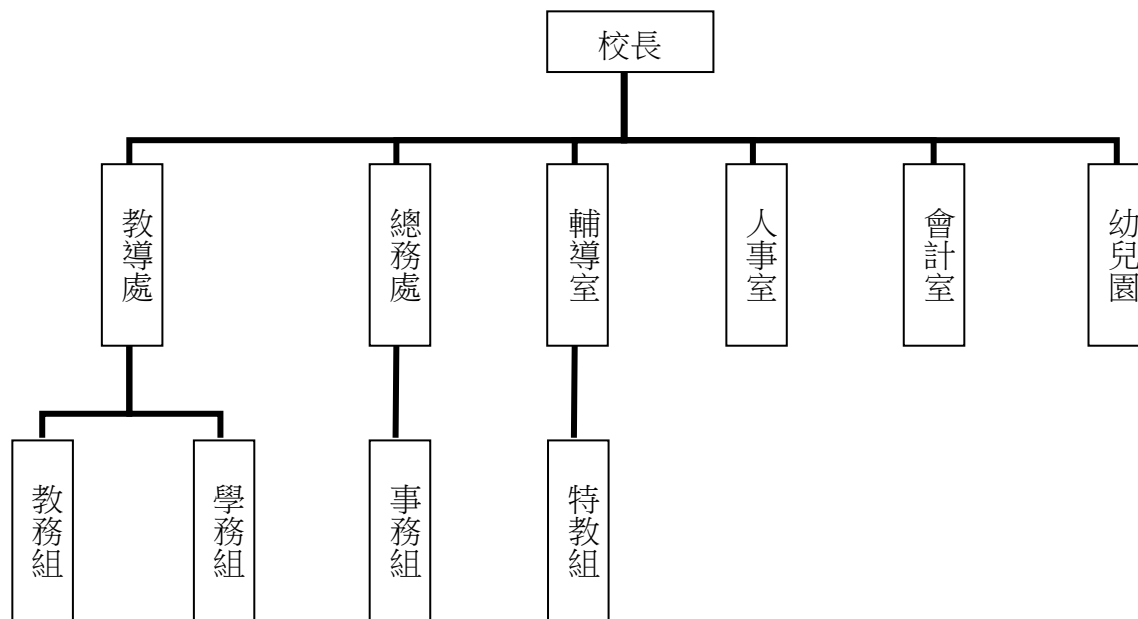 校長
教導處
總務處
輔導室
人事室
會計室
幼兒園
教務組
學務組
事務組
特教組